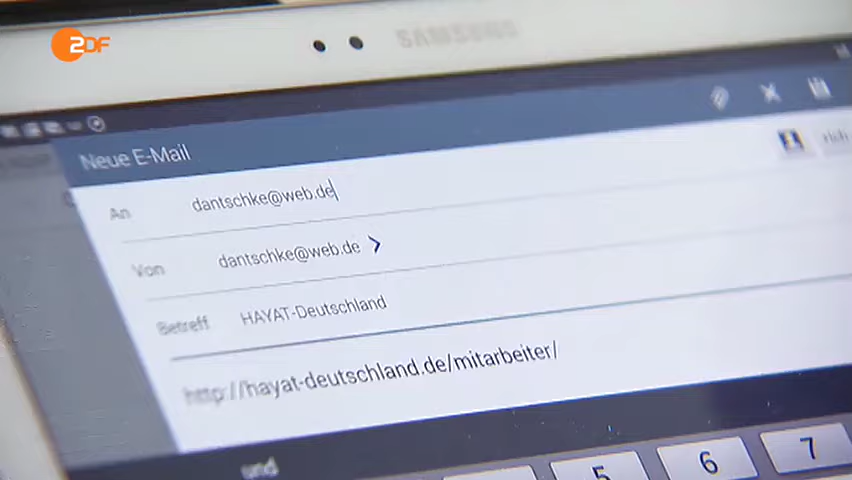 2DF
SAMSUNG
Neue E-Mail
An dantschke@web.de
Von dantschke@web.de
Betreff HAYAT-Deutschland
http://hayat-deutschland.de/mitarbeiter/
und
5 6 7